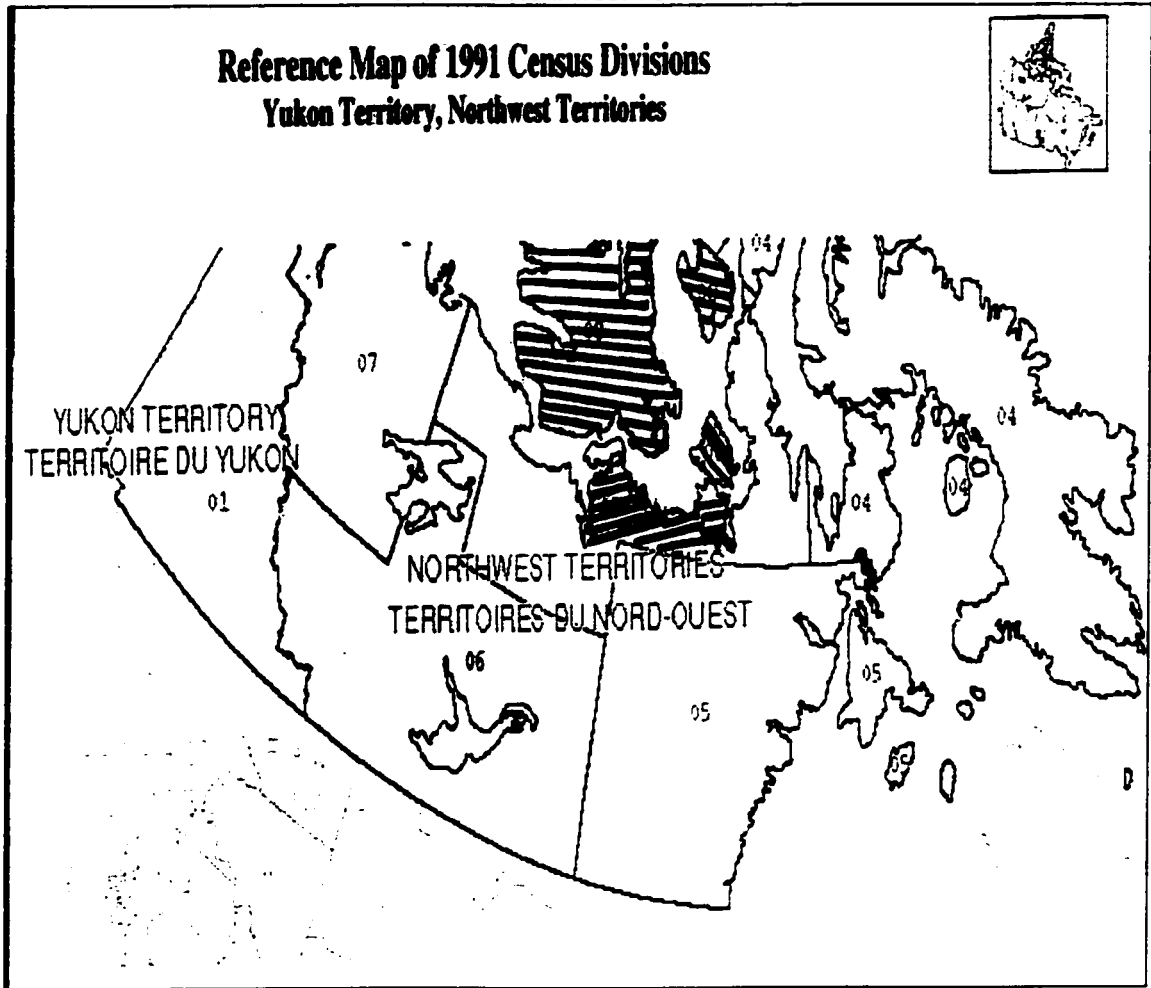 Reference Map of 1991 Census Divisions
Yukon Territory, Northwest Territories
04
07
04
YUKON TERRITORY
TERRITOIRE DU YUKON
01
04
04
NORTHWEST TERRITORIES
TERRITOIRES DU NORD-OUEST
06
05
05